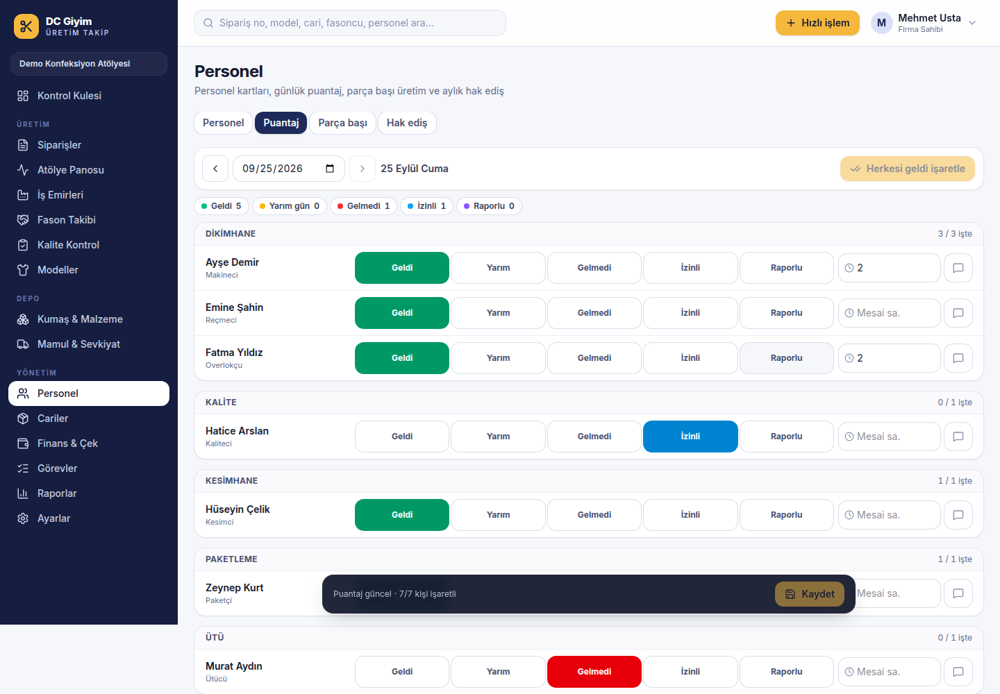 DC Giyim
ÜRETİM TAKİP
Demo Konfeksiyon Atölyesi
Kontrol Kulesi
ÜRETİM
Siparişler
Atölye Panosu
İş Emirleri
Fason Takibi
Kalite Kontrol
Modeller
DEPO
Kumaş & Malzeme
Mamul & Sevkiyat
YÖNETİM
Personel
Cariler
Finans & Çek
Görevler
Raporlar
Ayarlar
Sipariş no, model, cari, fasoncu, personel ara...
Hızlı işlem
M
Mehmet Usta
Firma Sahibi
Personel
Personel kartları, günlük puantaj, parça başı üretim ve aylık hak ediş
Personel Puantaj Parça başı Hak ediş
09/25/2026 25 Eylül Cuma Herkesi geldi işaretle
Geldi 5 Yarım gün 0 Gelmedi 1 İzinli 1 Raporlu 0
DİKİMHANE 3 / 3 işte
Ayşe Demir
Makineci
Geldi Yarım Gelmedi İzinli Raporlu 2
Emine Şahin
Reçmeci
Geldi Yarım Gelmedi İzinli Raporlu Mesai sa.
Fatma Yıldız
Overlokçu
Geldi Yarım Gelmedi İzinli Raporlu 2
KALİTE 0 / 1 işte
Hatice Arslan
Kaliteci
Geldi Yarım Gelmedi İzinli Raporlu Mesai sa.
KESİMHANE 1 / 1 işte
Hüseyin Çelik
Kesimci
Geldi Yarım Gelmedi İzinli Raporlu Mesai sa.
PAKETLEME 1 / 1 işte
Zeynep Kurt
Paketçi
Puantaj güncel · 7/7 kişi işaretli Kaydet
Mesai sa.
ÜTÜ 0 / 1 işte
Murat Aydın
Ütücü
Geldi Yarım Gelmedi İzinli Raporlu Mesai sa.